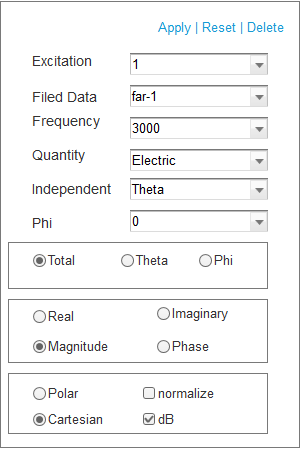 Apply | Reset | Delete
Excitation 1
Filed Data far-1
Frequency 3000
Quantity Electric
Independent Theta
Phi 0
Total Theta Phi
Real Imaginary
Magnitude Phase
Polar normalize
Cartesian dB